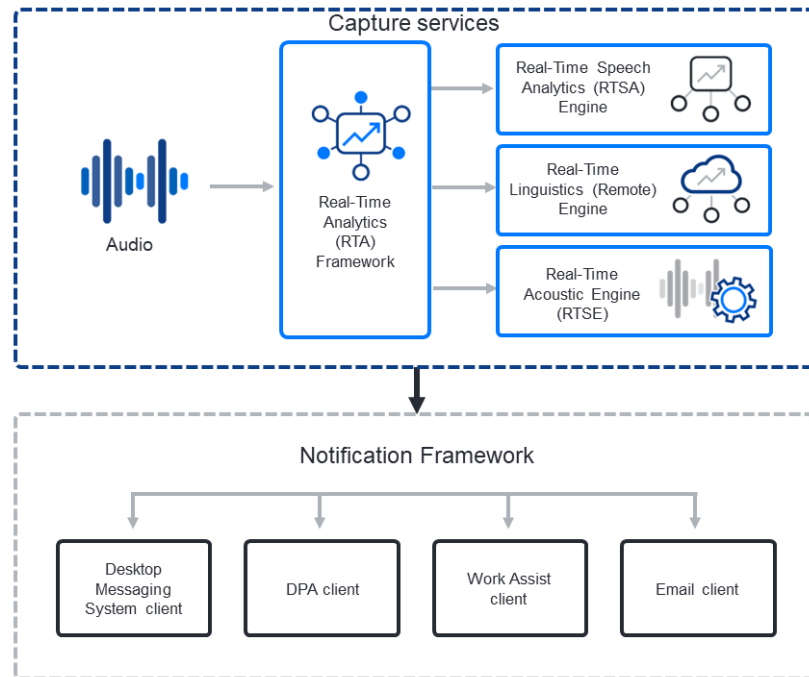 Capture services
Audio
Real-Time
Analytics
(RTA)
Framework
Real-Time Speech
Analytics (RTSA)
Engine
Real-Time
Linguistics (Remote)
Engine
Real-Time
Acoustic Engine
(RTSE)
Notification Framework
Desktop
Messaging
System client
DPA client
Work Assist
client
Email client